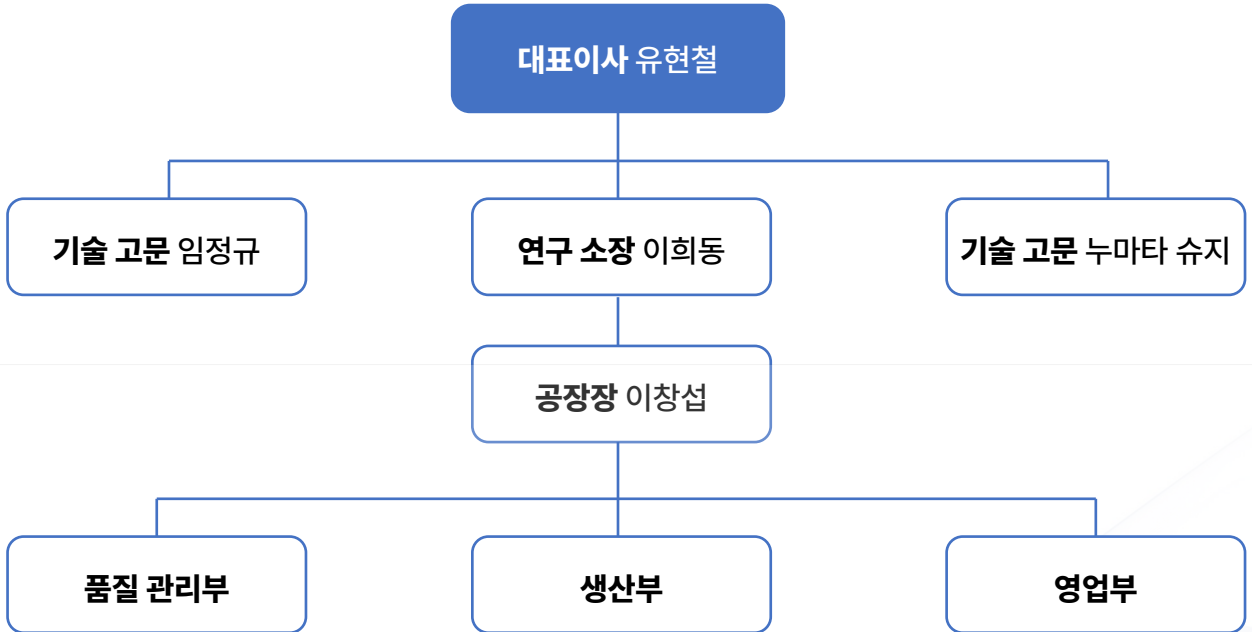 대표이사 유현철
기술 고문 임정규
연구 소장 이희동
기술 고문 누마타 슈지
공장장 이창섭
품질 관리부
생산부
영업부